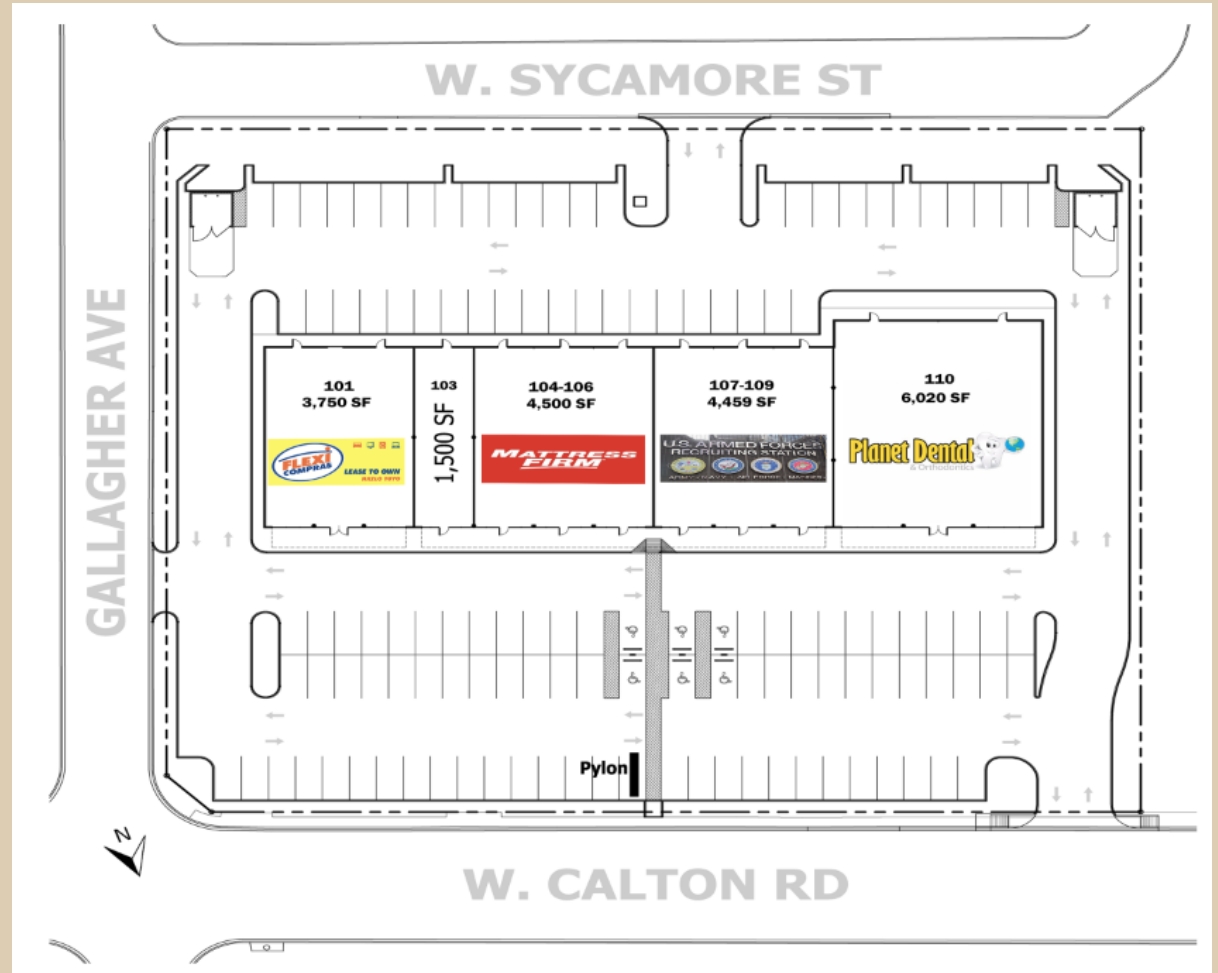 W. SYCAMORE ST
GALLAGHER AVE
101
3,750 SF
FLEXI
COMPRAS
LEASE TO OWN
HAZLO TUYO
103
1,500 SF
104-106
4,500 SF
MATTRESS
FIRM
107-109
4,459 SF
U.S. ARMED FORCES
RECRUITING STATION
110
6,020 SF
Planet Dental
& Orthodontics
Pylon
N
W. CALTON RD